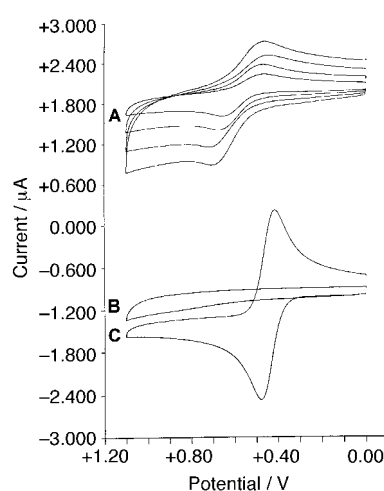 +3.000
+2.400
+1.800
A
+1.200
+0.600
0.000
−0.600
B
−1.200
C
−1.800
−2.400
−3.000
+1.20 +0.80 +0.40 0.00
Potential / V
Current / μA